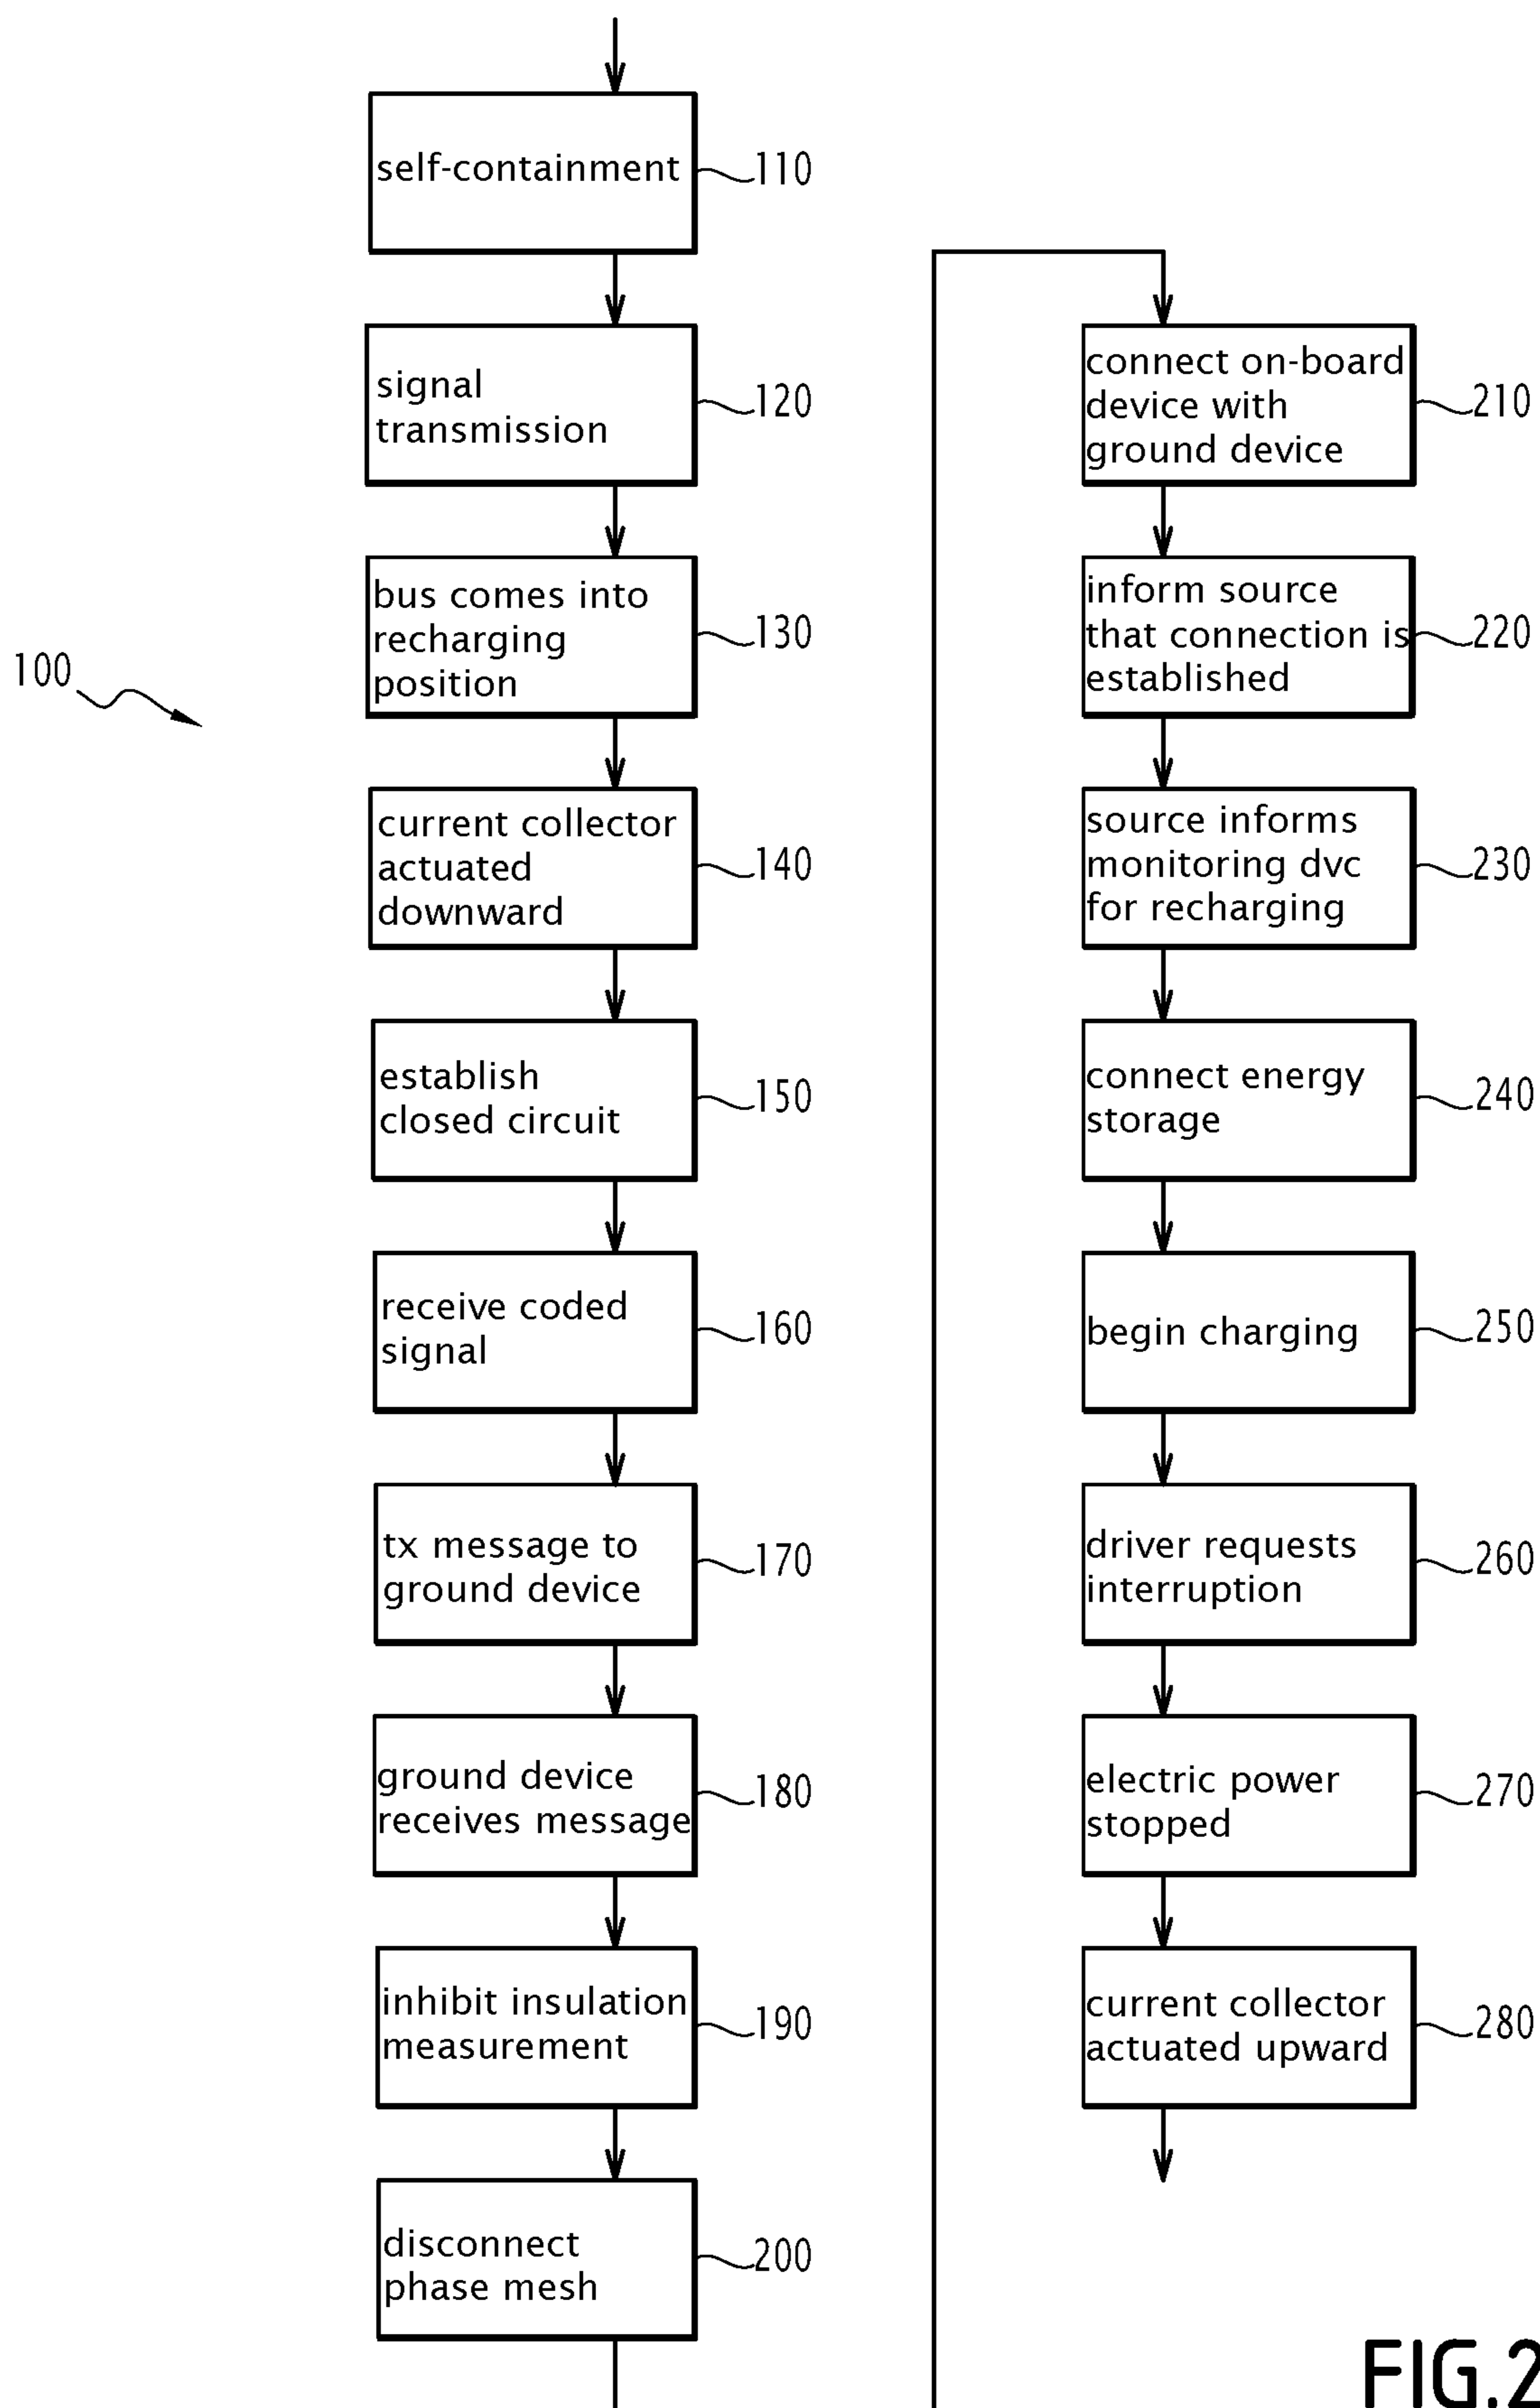 100
self-containment
110
signal
transmission
120
bus comes into
recharging
position
130
current collector
actuated
downward
140
establish
closed circuit
150
receive coded
signal
160
tx message to
ground device
170
ground device
receives message
180
inhibit insulation
measurement
190
disconnect
phase mesh
200
connect on-board
device with
ground device
210
inform source
that connection is
established
220
source informs
monitoring dvc
for recharging
230
connect energy
storage
240
begin charging
250
driver requests
interruption
260
electric power
stopped
270
current collector
actuated upward
280
FIG.2